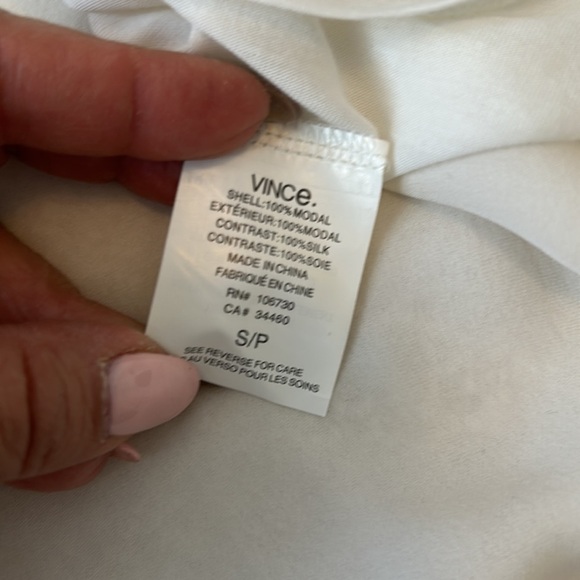 VINCe.
SHELL:100% MODAL
EXTÉRIEUR:100%MODAL
CONTRAST:100%SILK
CONTRASTE:100%SOIE
MADE IN CHINA
FABRIQUÉ EN CHINE
RN# 106730
CA# 34460
S/P
SEE REVERSE FOR CARE
AU VERSO POUR LES SOINS